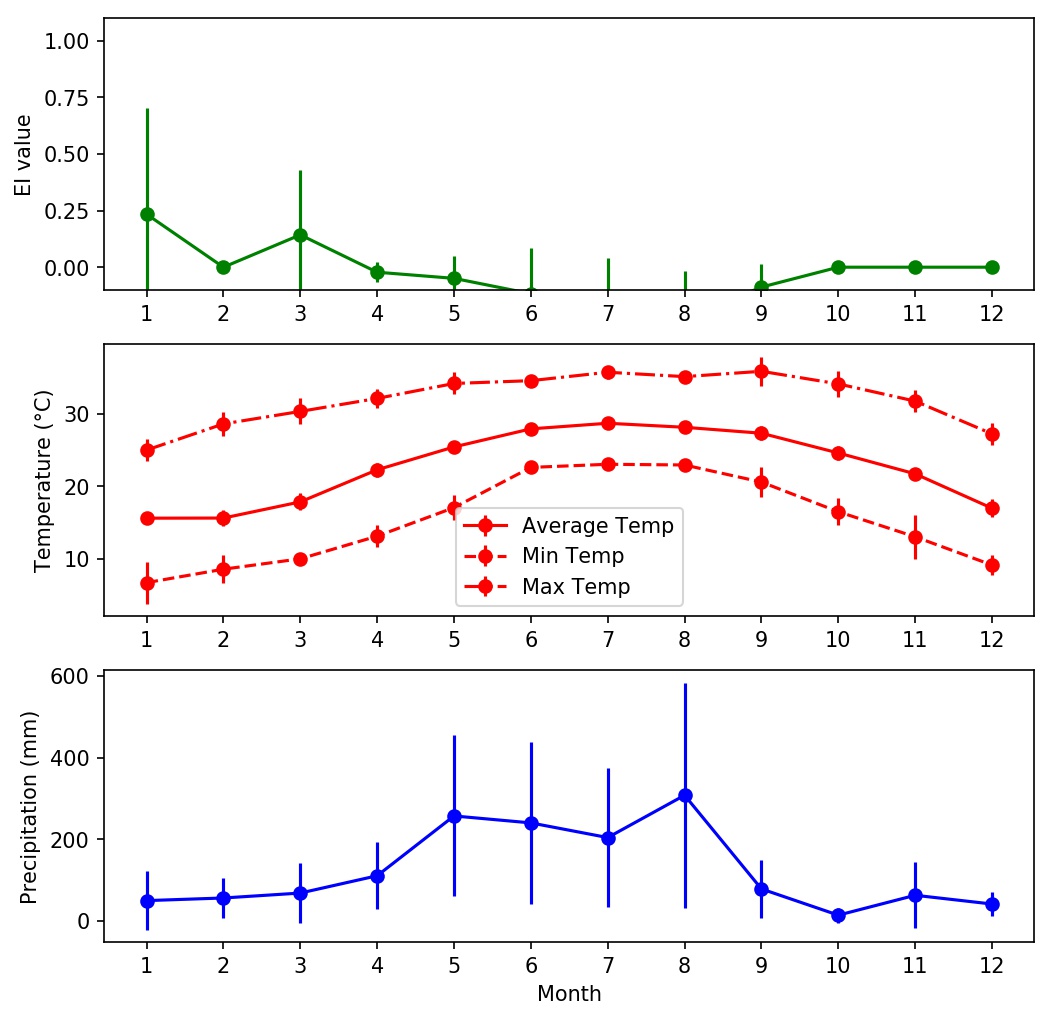 EI value
1.00
0.75
0.50
0.25
0.00
1 2 3 4 5 6 7 8 9 10 11 12
Temperature (°C)
30
20
10
Average Temp
Min Temp
Max Temp
1 2 3 4 5 6 7 8 9 10 11 12
Precipitation (mm)
600
400
200
0
1 2 3 4 5 6 7 8 9 10 11 12
Month